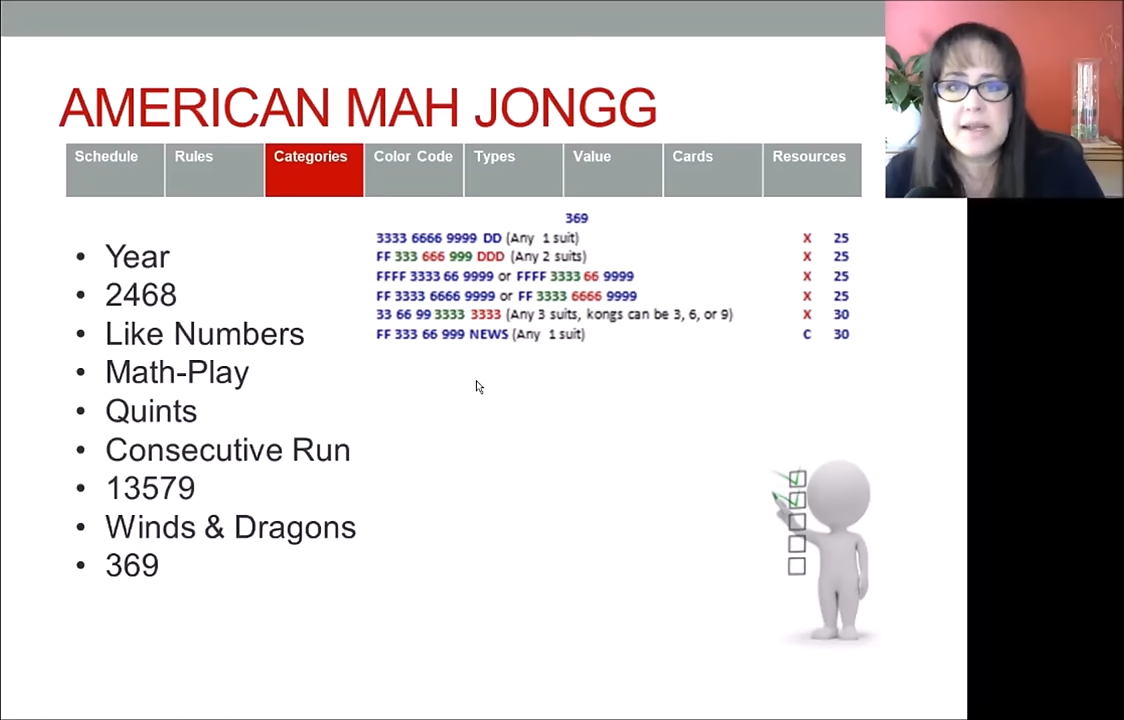 AMERICAN MAH JONGG
Schedule Rules Categories Color Code Types Value Cards Resources
369
3333 6666 9999 DD (Any 1 suit) X 25
FF 333 666 999 DDD (Any 2 suits) X 25
FFFF 3333 66 9999 or FFFF 3333 66 9999 X 25
FF 3333 6666 9999 or FF 3333 6666 9999 X 25
33 66 99 3333 3333 (Any 3 suits, kongs can be 3, 6, or 9) X 30
FF 333 66 999 NEWS (Any 1 suit) C 30
• Year
• 2468
• Like Numbers
• Math-Play
• Quints
• Consecutive Run
• 13579
• Winds & Dragons
• 369